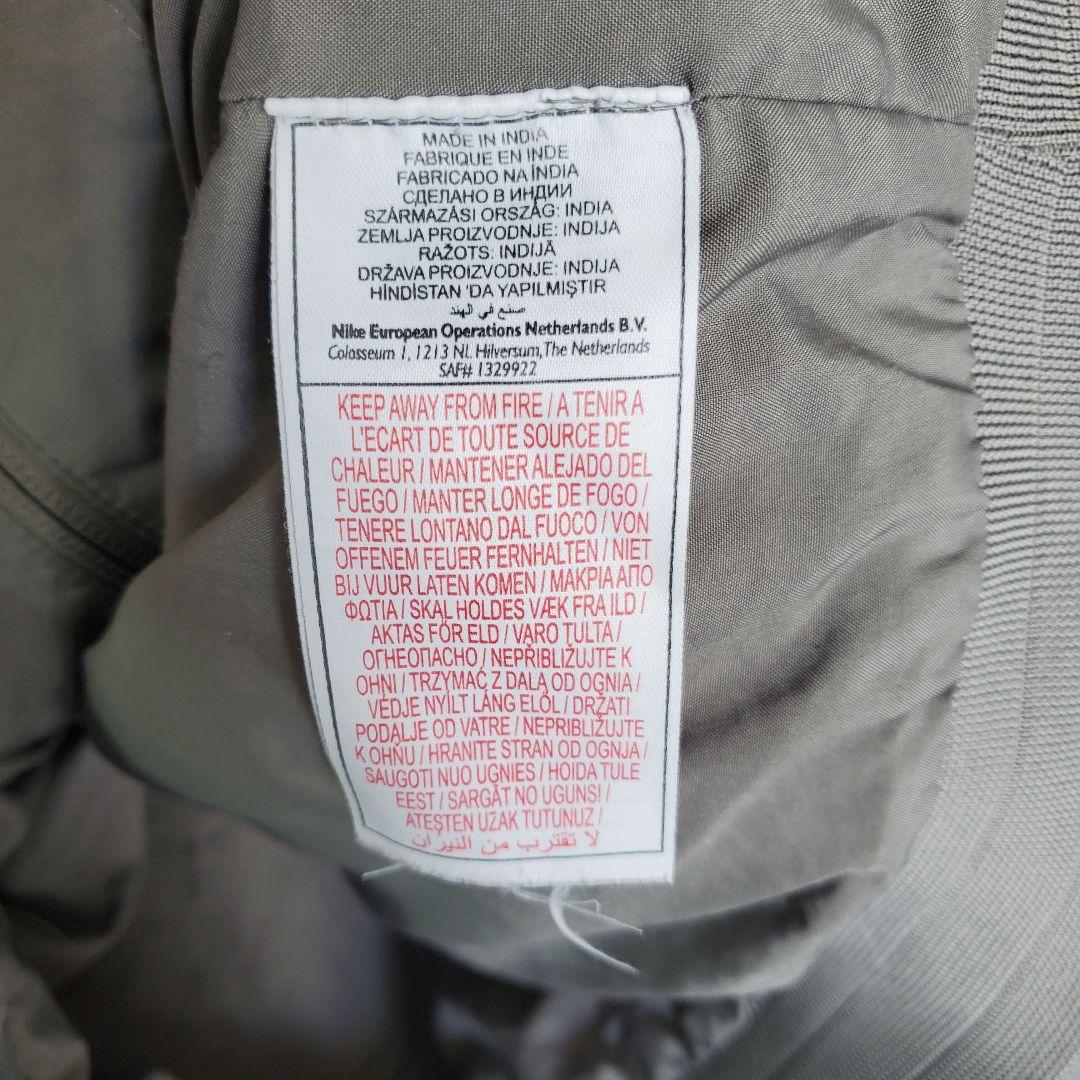 MADE IN INDIA
FABRIQUE EN INDE
FABRICADO NA ÍNDIA
СДЕЛАНО В ИНДИИ
SZÁRMAZÁSI ORSZÁG: INDIA
ZEMLJA PROIZVODNJE: INDIJA
RAŽOTS: INDIJĀ
DRŽAVA PROIZVODNJE: INDIJA
HİNDİSTAN 'DA YAPILMIŞTIR
صنع في الهند
Nike European Operations Netherlands B.V.
Colosseum 1, 1213 NL Hilversum, The Netherlands
SAF# 1329922
KEEP AWAY FROM FIRE / A TENIR A
L'ECART DE TOUTE SOURCE DE
CHALEUR / MANTENER ALEJADO DEL
FUEGO / MANTER LONGE DE FOGO /
TENERE LONTANO DAL FUOCO / VON
OFFENEM FEUER FERNHALTEN / NIET
BIJ VUUR LATEN KOMEN / ΜΑΚΡΙΑ ΑΠΟ
ΦΩΤΙΑ / SKAL HOLDES VÆK FRA ILD /
AKTAS FÖR ELD / VARO TULTA /
ОГНЕОПАСНО / NEPŘIBLIŽUJTE K
OHNI / TRZYMAĆ Z DALA OD OGNIA /
VÉDJE NYÍLT LÁNG ELŐL / DRŽATI
PODALJE OD VATRE / NEPRIBLIŽUJTE
K OHŇU / HRANITE STRAN OD OGNJA /
SAUGOTI NUO UGNIES / HOIDA TULE
EEST / SARGĀT NO UGUNS! /
ATEŞTEN UZAK TUTUNUZ /
لا تقترب من النيران